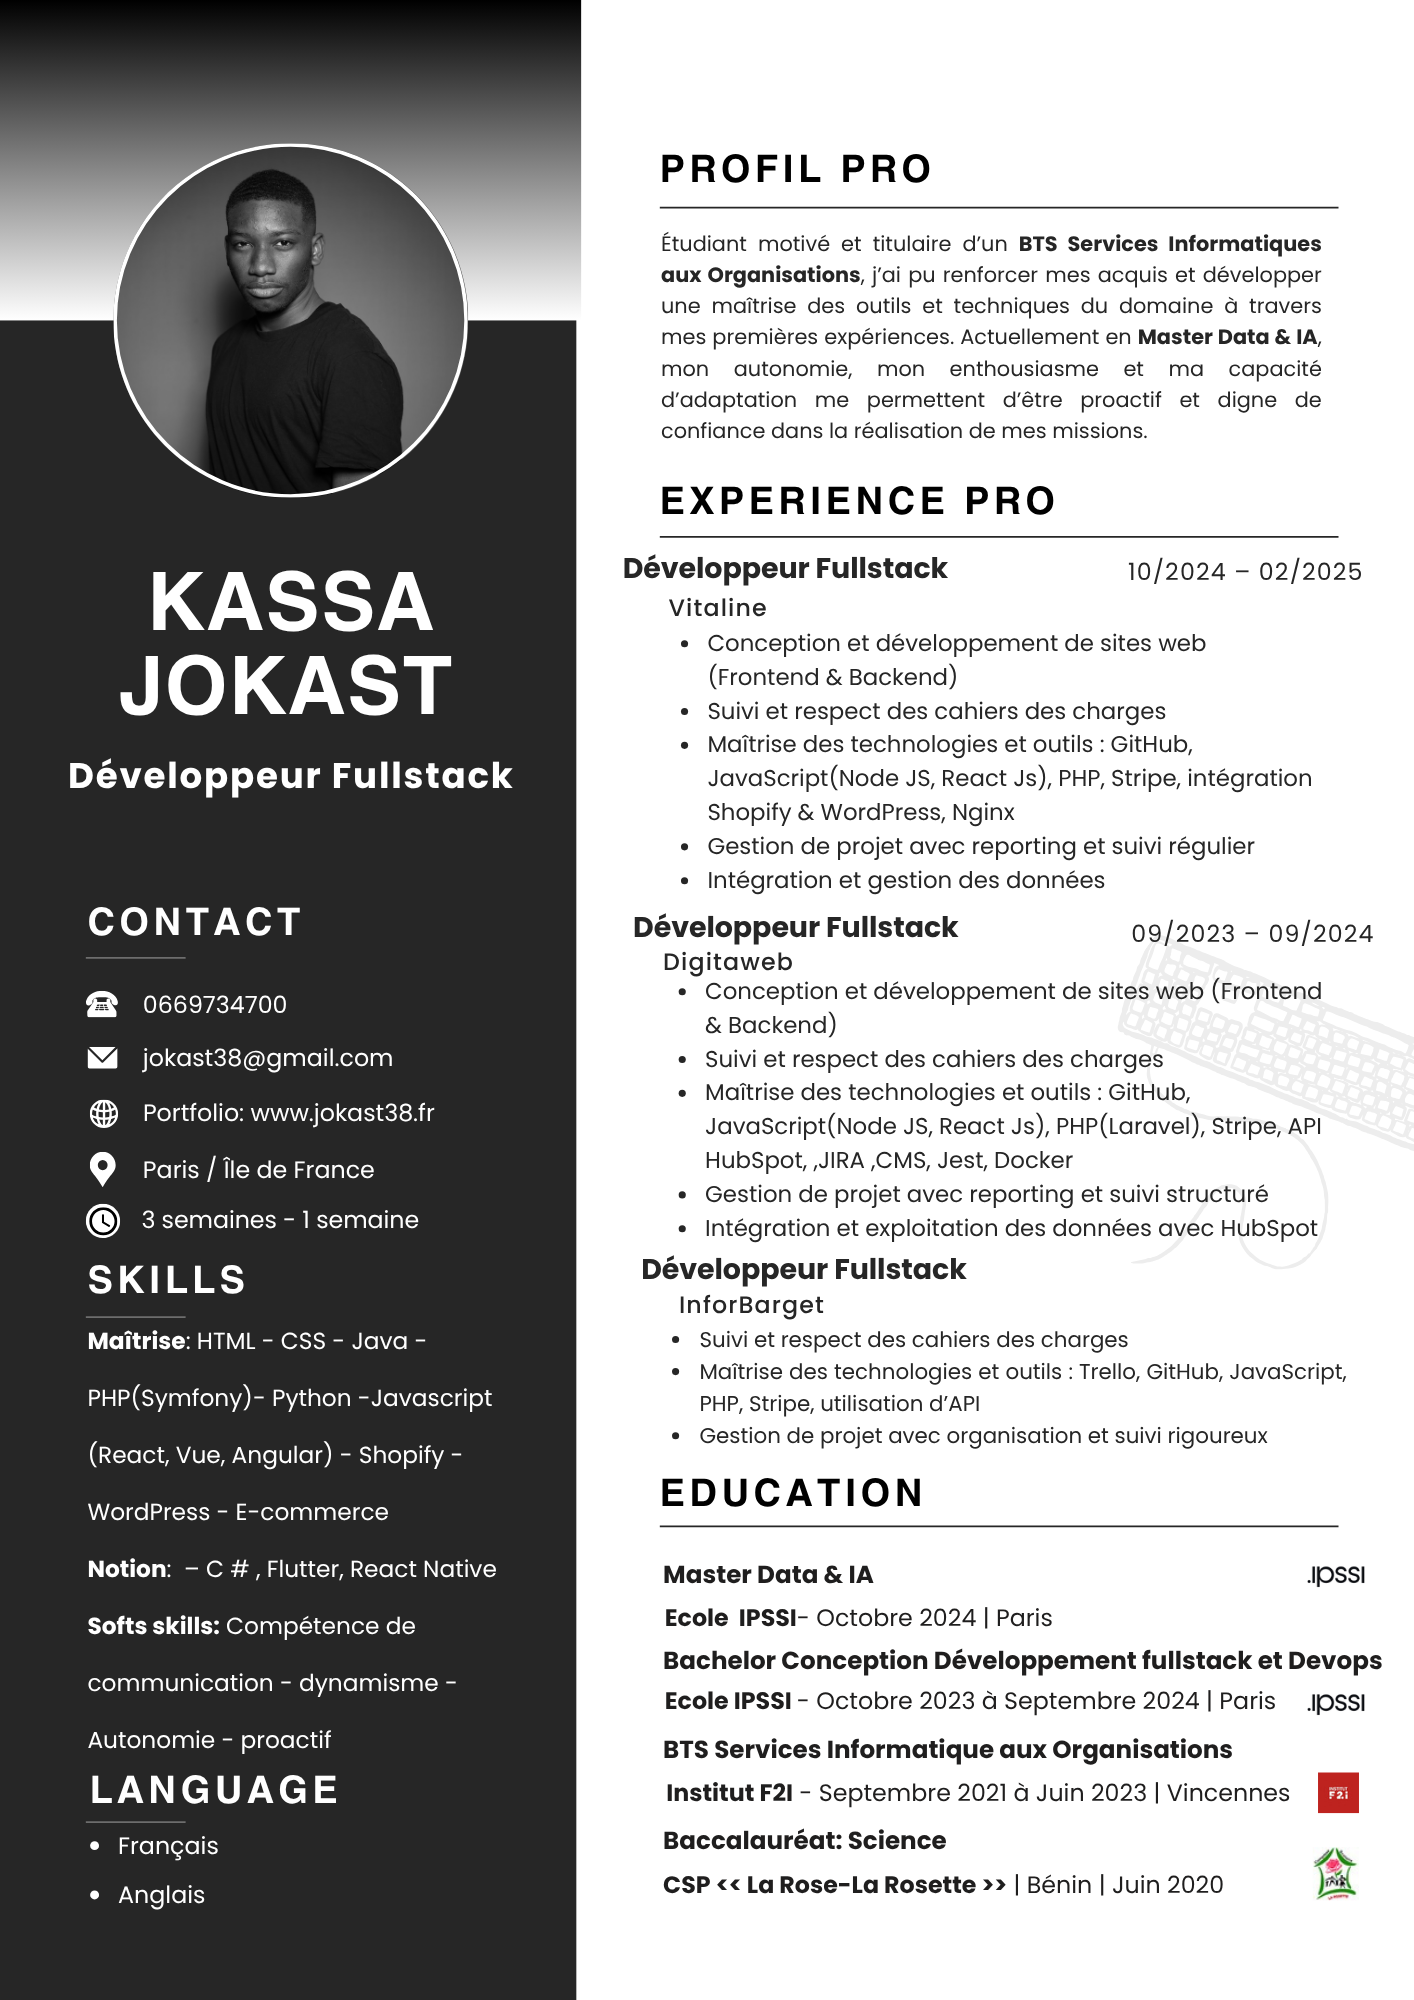 KASSA
JOKAST
Développeur Fullstack
CONTACT
0669734700
jokast38@gmail.com
Portfolio: www.jokast38.fr
Paris / Île de France
3 semaines - 1 semaine
SKILLS
Maîtrise: HTML - CSS - Java -
PHP(Symfony)- Python -Javascript
(React, Vue, Angular) - Shopify -
WordPress - E-commerce
Notion:  – C # , Flutter, React Native
Softs skills: Compétence de
communication - dynamisme -
Autonomie - proactif
LANGUAGE
• Français
• Anglais
PROFIL PRO
Étudiant motivé et titulaire d’un BTS Services Informatiques
aux Organisations, j’ai pu renforcer mes acquis et développer
une maîtrise des outils et techniques du domaine à travers
mes premières expériences. Actuellement en Master Data & IA,
mon autonomie, mon enthousiasme et ma capacité
d’adaptation me permettent d’être proactif et digne de
confiance dans la réalisation de mes missions.
EXPERIENCE PRO
Développeur Fullstack 10/2024 – 02/2025
Vitaline
• Conception et développement de sites web
(Frontend & Backend)
• Suivi et respect des cahiers des charges
• Maîtrise des technologies et outils : GitHub,
JavaScript(Node JS, React Js), PHP, Stripe, intégration
Shopify & WordPress, Nginx
• Gestion de projet avec reporting et suivi régulier
• Intégration et gestion des données
Développeur Fullstack 09/2023 – 09/2024
Digitaweb
• Conception et développement de sites web (Frontend
& Backend)
• Suivi et respect des cahiers des charges
• Maîtrise des technologies et outils : GitHub,
JavaScript(Node JS, React Js), PHP(Laravel), Stripe, API
HubSpot, ,JIRA ,CMS, Jest, Docker
• Gestion de projet avec reporting et suivi structuré
• Intégration et exploitation des données avec HubSpot
Développeur Fullstack
InforBarget
• Suivi et respect des cahiers des charges
• Maîtrise des technologies et outils : Trello, GitHub, JavaScript,
PHP, Stripe, utilisation d’API
• Gestion de projet avec organisation et suivi rigoureux
EDUCATION
Master Data & IA .IPSSI
Ecole  IPSSI- Octobre 2024 | Paris
Bachelor Conception Développement fullstack et Devops
Ecole IPSSI - Octobre 2023 à Septembre 2024 | Paris .IPSSI
BTS Services Informatique aux Organisations
Institut F2I - Septembre 2021 à Juin 2023 | Vincennes F2i
Baccalauréat: Science
CSP << La Rose-La Rosette >> | Bénin | Juin 2020